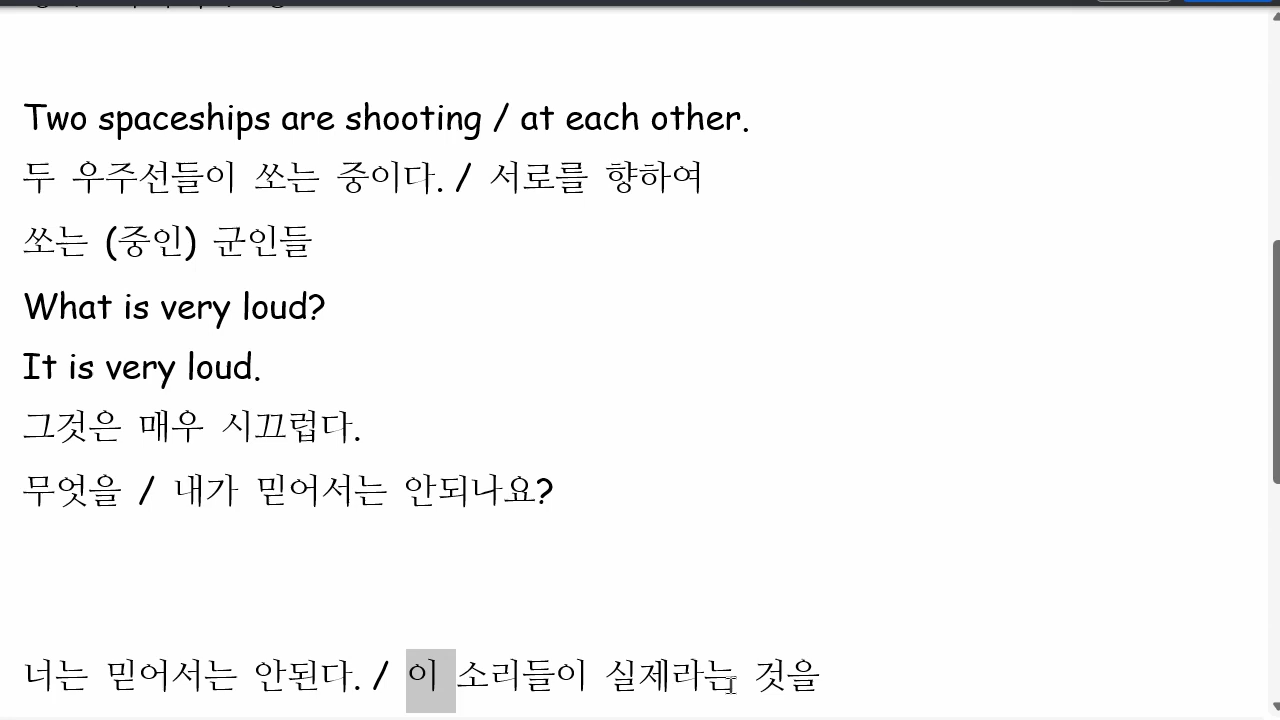 Two spaceships are shooting / at each other.
두 우주선들이 쏘는 중이다. / 서로를 향하여
쏘는 (중인) 군인들
What is very loud?
It is very loud.
그것은 매우 시끄럽다.
무엇을 / 내가 믿어서는 안되나요?
너는 믿어서는 안된다. / 이 소리들이 실제라는 것을